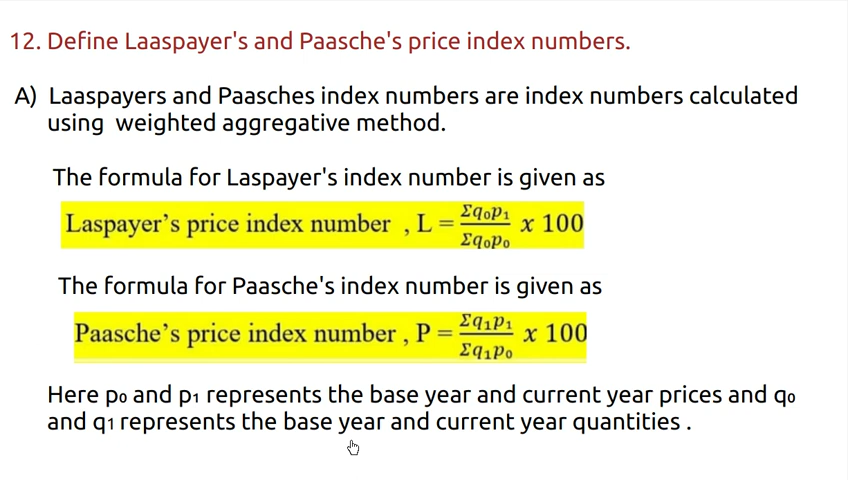 12. Define Laaspayer's and Paasche's price index numbers.
A) Laaspayers and Paasches index numbers are index numbers calculated
using weighted aggregative method.
The formula for Laspayer's index number is given as
Laspayer's price index number , L = Σq₀p₁ / Σq₀p₀ x 100
The formula for Paasche's index number is given as
Paasche's price index number , P = Σq₁p₁ / Σq₁p₀ x 100
Here p₀ and p₁ represents the base year and current year prices and q₀
and q₁ represents the base year and current year quantities .